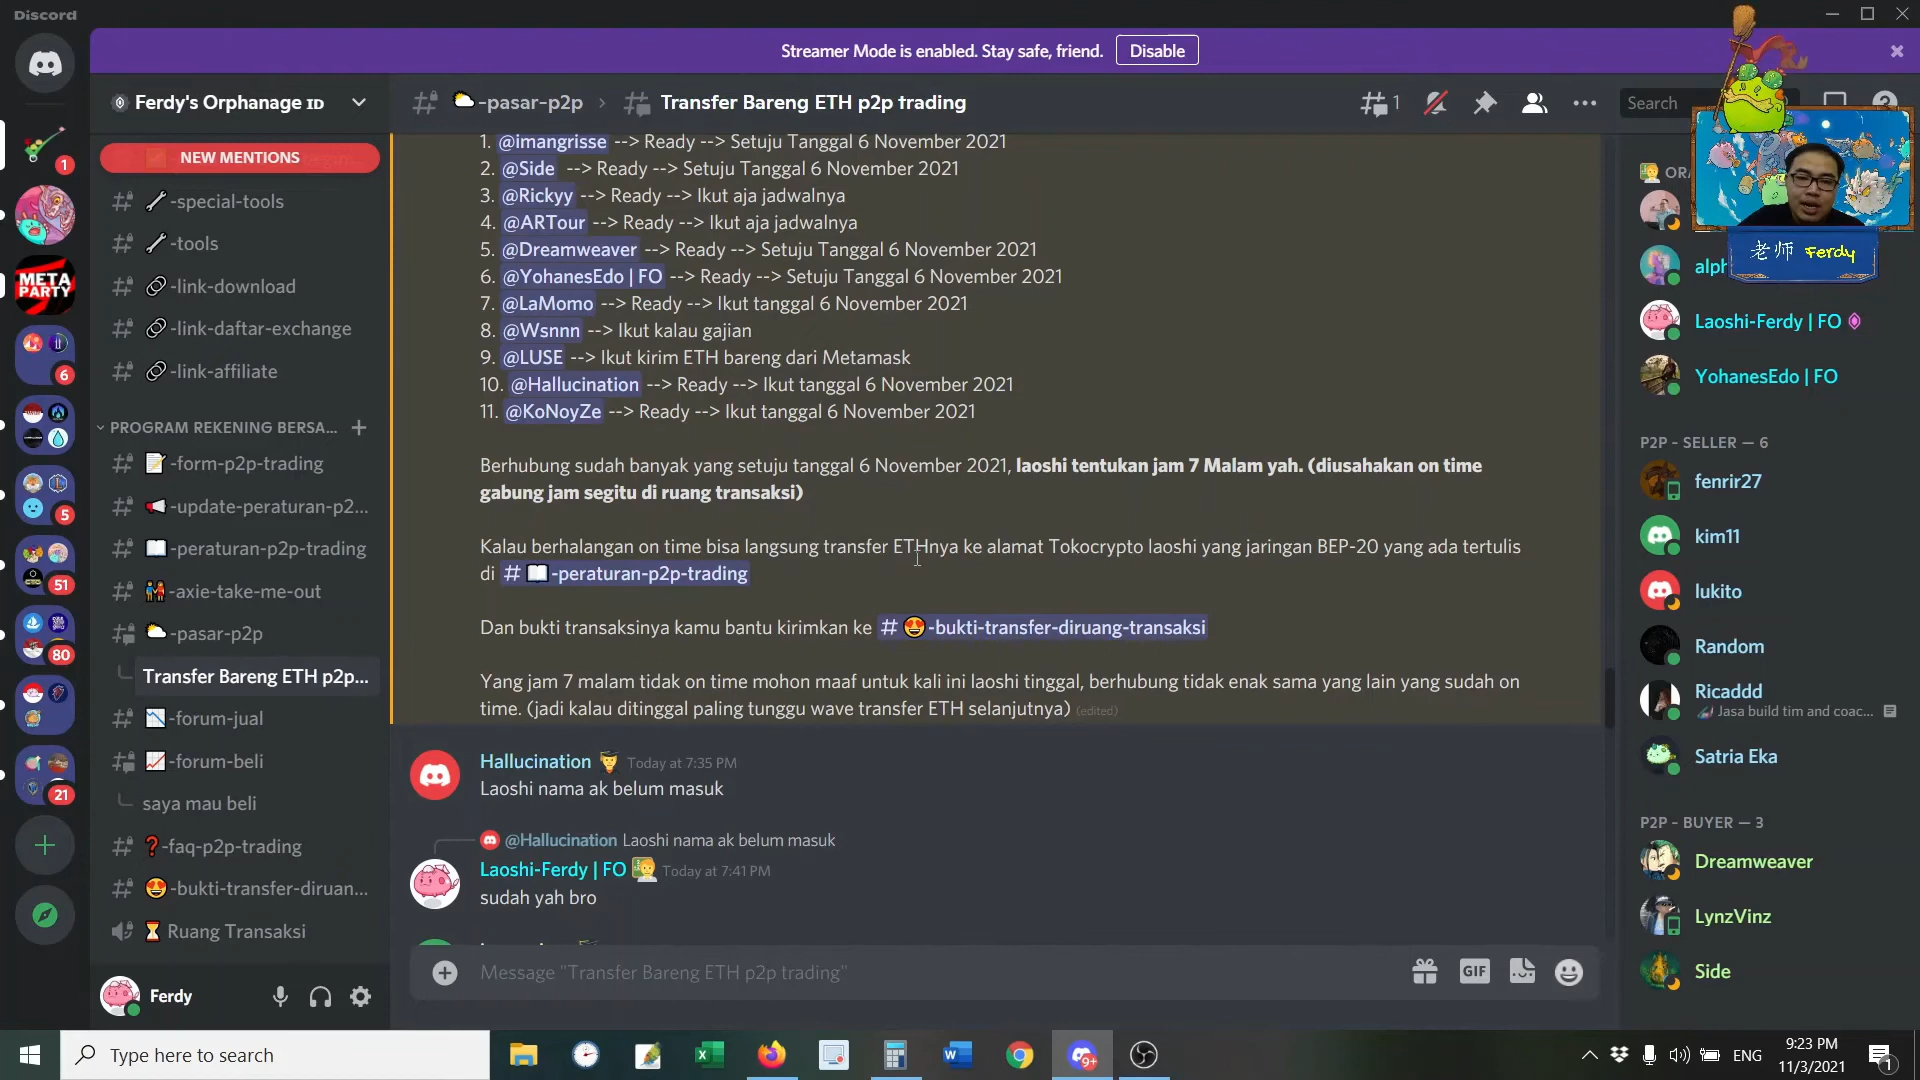 Discord
Streamer Mode is enabled. Stay safe, friend.
Disable
Ferdy's Orphanage ID
-pasar-p2p
Transfer Bareng ETH p2p trading
1
Search
NEW MENTIONS
-special-tools
-tools
-link-download
-link-daftar-exchange
-link-affiliate
PROGRAM REKENING BERSA...
-form-p2p-trading
-update-peraturan-p2...
-peraturan-p2p-trading
-axie-take-me-out
-pasar-p2p
Transfer Bareng ETH p2p...
-forum-jual
-forum-beli
saya mau beli
-faq-p2p-trading
-bukti-transfer-diruan...
Ruang Transaksi
Ferdy
1
META
PARTY
6
5
51
80
21
1. @imangrisse --> Ready --> Setuju Tanggal 6 November 2021
2. @Side --> Ready --> Setuju Tanggal 6 November 2021
3. @Rickyy --> Ready --> Ikut aja jadwalnya
4. @ARTour --> Ready --> Ikut aja jadwalnya
5. @Dreamweaver --> Ready --> Setuju Tanggal 6 November 2021
6. @YohanesEdo | FO --> Ready --> Setuju Tanggal 6 November 2021
7. @LaMomo --> Ready --> Ikut tanggal 6 November 2021
8. @Wsnnn --> Ikut kalau gajian
9. @LUSE --> Ikut kirim ETH bareng dari Metamask
10. @Hallucination --> Ready --> Ikut tanggal 6 November 2021
11. @KoNoyZe --> Ready --> Ikut tanggal 6 November 2021
Berhubung sudah banyak yang setuju tanggal 6 November 2021, laoshi tentukan jam 7 Malam yah. (diusahakan on time
gabung jam segitu di ruang transaksi)
Kalau berhalangan on time bisa langsung transfer ETHnya ke alamat Tokocrypto laoshi yang jaringan BEP-20 yang ada tertulis
di # -peraturan-p2p-trading
Dan bukti transaksinya kamu bantu kirimkan ke # -bukti-transfer-diruang-transaksi
Yang jam 7 malam tidak on time mohon maaf untuk kali ini laoshi tinggal, berhubung tidak enak sama yang lain yang sudah on
time. (jadi kalau ditinggal paling tunggu wave transfer ETH selanjutnya) (edited)
Hallucination Today at 7:35 PM
Laoshi nama ak belum masuk
@Hallucination Laoshi nama ak belum masuk
Laoshi-Ferdy | FO Today at 7:41 PM
sudah yah bro
Message "Transfer Bareng ETH p2p trading"
GIF
老师 Ferdy
alph
Laoshi-Ferdy | FO
YohanesEdo | FO
P2P - SELLER — 6
fenrir27
kim11
lukito
Random
Ricaddd
Jasa build tim and coac...
Satria Eka
P2P - BUYER — 3
Dreamweaver
LynzVinz
Side
Type here to search
9+
ENG
9:23 PM
11/3/2021
1